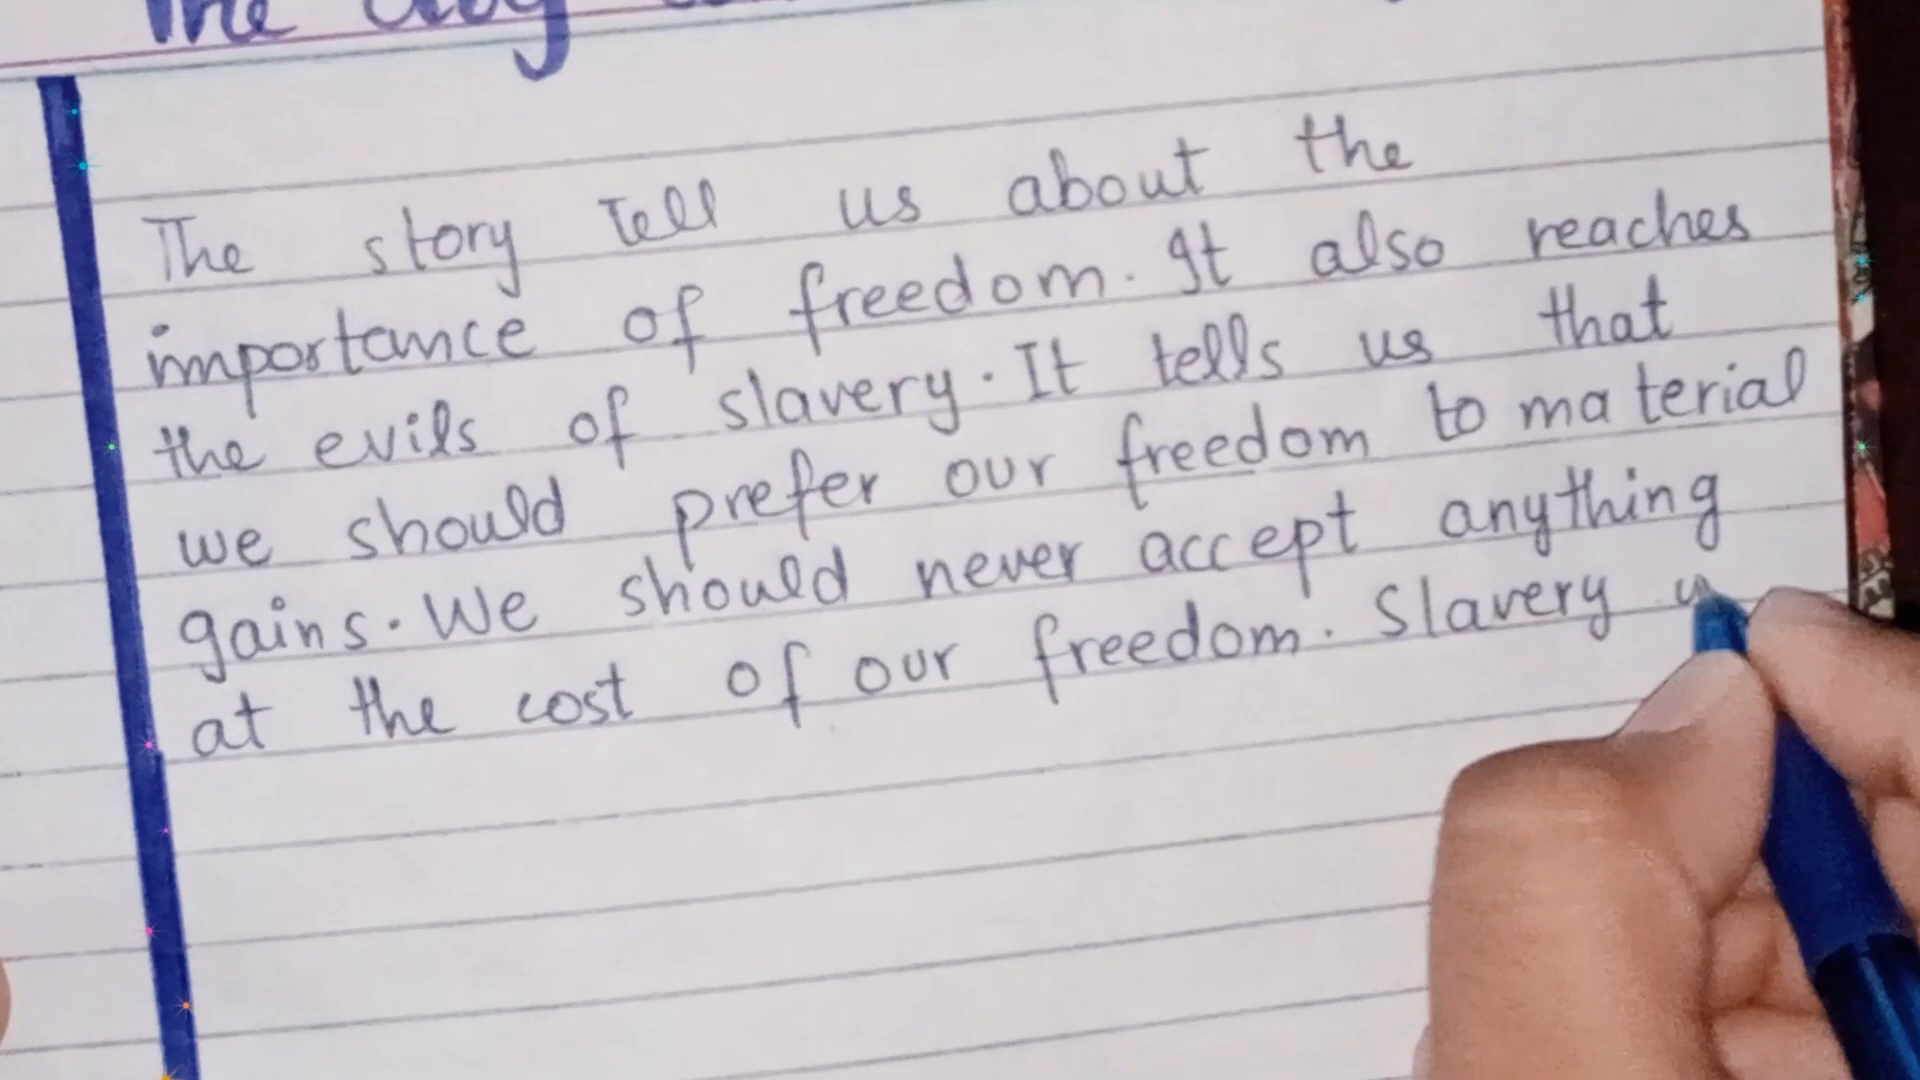 The
The story Tell us about the
importance of freedom. It also reaches
the evils of slavery. It tells us that
we should prefer our freedom to material
gains. We should never accept anything
at the cost of our freedom. Slavery